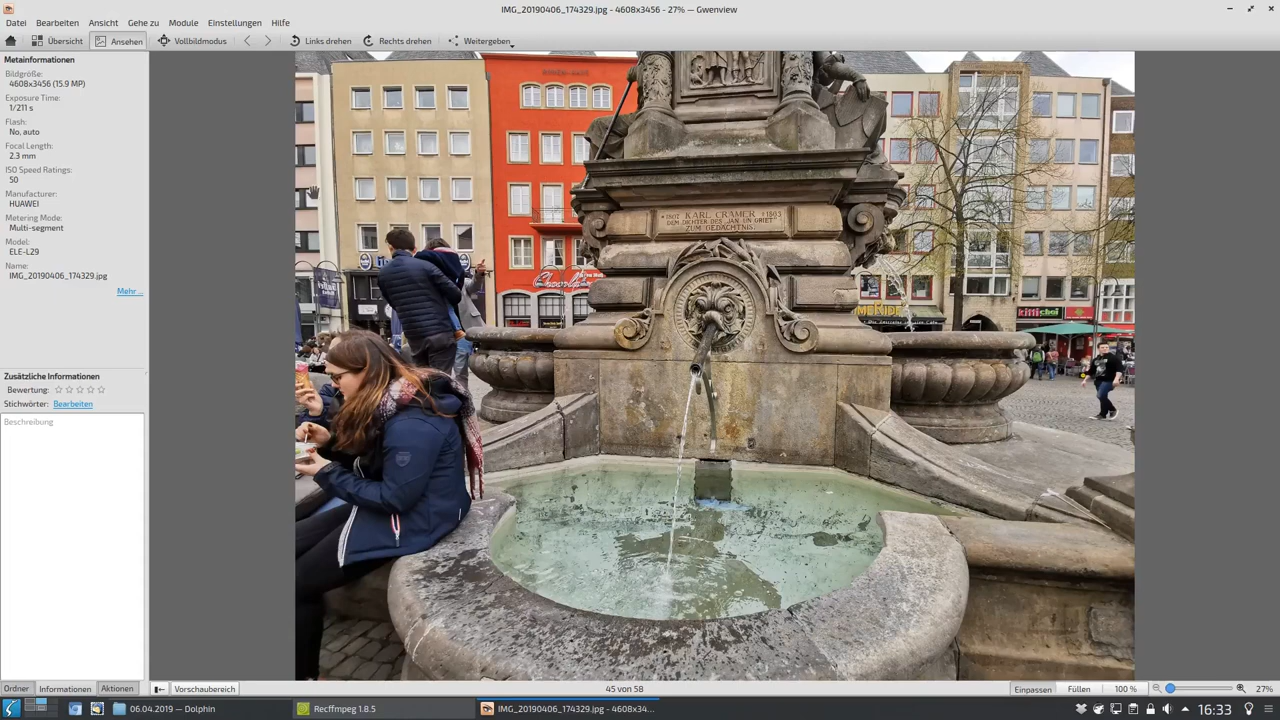 IMG_20190406_174329.jpg - 4608x3456 - 27% — Gwenview
Datei Bearbeiten Ansicht Gehe zu Module Einstellungen Hilfe
Übersicht Ansehen Vollbildmodus Links drehen Rechts drehen Weitergeben
Metainformationen
Bildgröße:
4608x3456 (15.9 MP)
Exposure Time:
1/211 s
Flash:
No, auto
Focal Length:
2.3 mm
ISO Speed Ratings:
50
Manufacturer:
HUAWEI
Metering Mode:
Multi-segment
Model:
ELE-L29
Name:
IMG_20190406_174329.jpg
Mehr ...
KARL CRAMER
DEM DICHTER DES „JAN UN GRIET"
ZUM GEDÄCHTNIS
Zusätzliche Informationen
Bewertung:
Stichwörter: Bearbeiten
Beschreibung
Ordner Informationen Aktionen Vorschaubereich 45 von 58 Einpassen Füllen 100 % 27%
06.04.2019 — Dolphin Recffmpeg 1.8.5 IMG_20190406_174329.jpg - 4608x34... 16:33